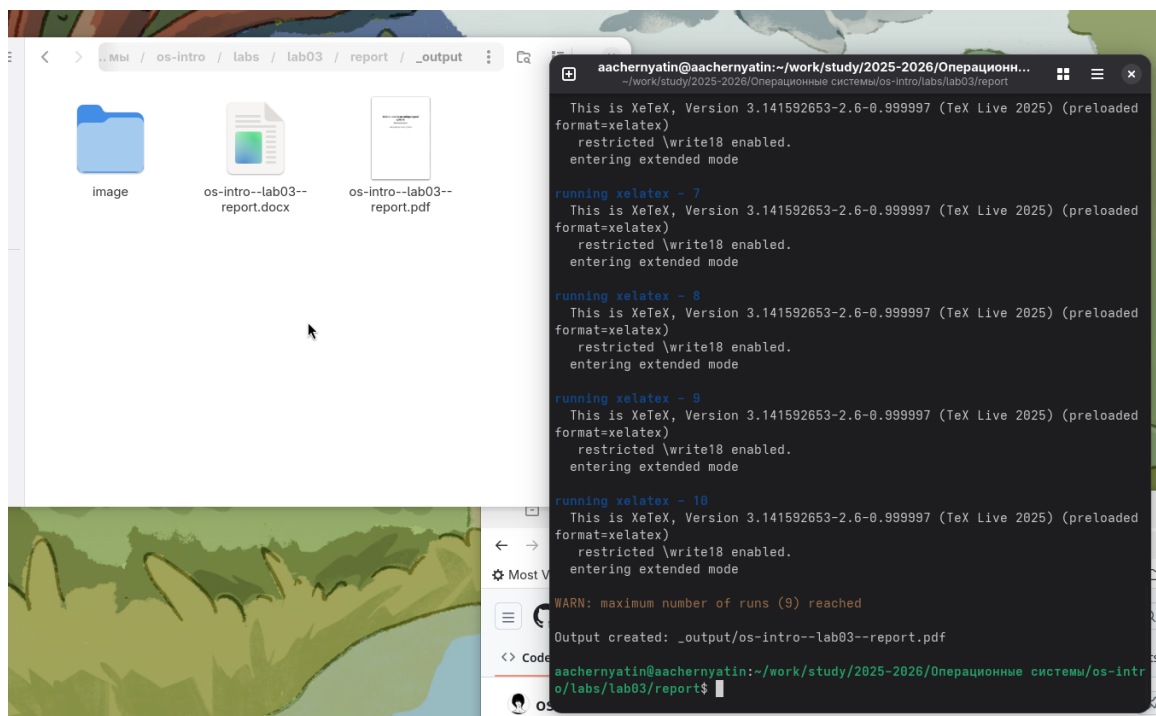 ..мы / os-intro / labs / lab03 / report / _output
image
os-intro--lab03--
report.docx
os-intro--lab03--
report.pdf
aachernyatin@aachernyatin:~/work/study/2025-2026/Операционн...
~/work/study/2025-2026/Операционные системы/os-intro/labs/lab03/report
This is XeTeX, Version 3.141592653-2.6-0.999997 (TeX Live 2025) (preloaded
format=xelatex)
restricted \write18 enabled.
entering extended mode
running xelatex - 7
This is XeTeX, Version 3.141592653-2.6-0.999997 (TeX Live 2025) (preloaded
format=xelatex)
restricted \write18 enabled.
entering extended mode
running xelatex - 8
This is XeTeX, Version 3.141592653-2.6-0.999997 (TeX Live 2025) (preloaded
format=xelatex)
restricted \write18 enabled.
entering extended mode
running xelatex - 9
This is XeTeX, Version 3.141592653-2.6-0.999997 (TeX Live 2025) (preloaded
format=xelatex)
restricted \write18 enabled.
entering extended mode
running xelatex - 10
This is XeTeX, Version 3.141592653-2.6-0.999997 (TeX Live 2025) (preloaded
format=xelatex)
restricted \write18 enabled.
entering extended mode
WARN: maximum number of runs (9) reached
Output created: _output/os-intro--lab03--report.pdf
aachernyatin@aachernyatin:~/work/study/2025-2026/Операционные системы/os-intr
o/labs/lab03/report$
Most V
Code
os